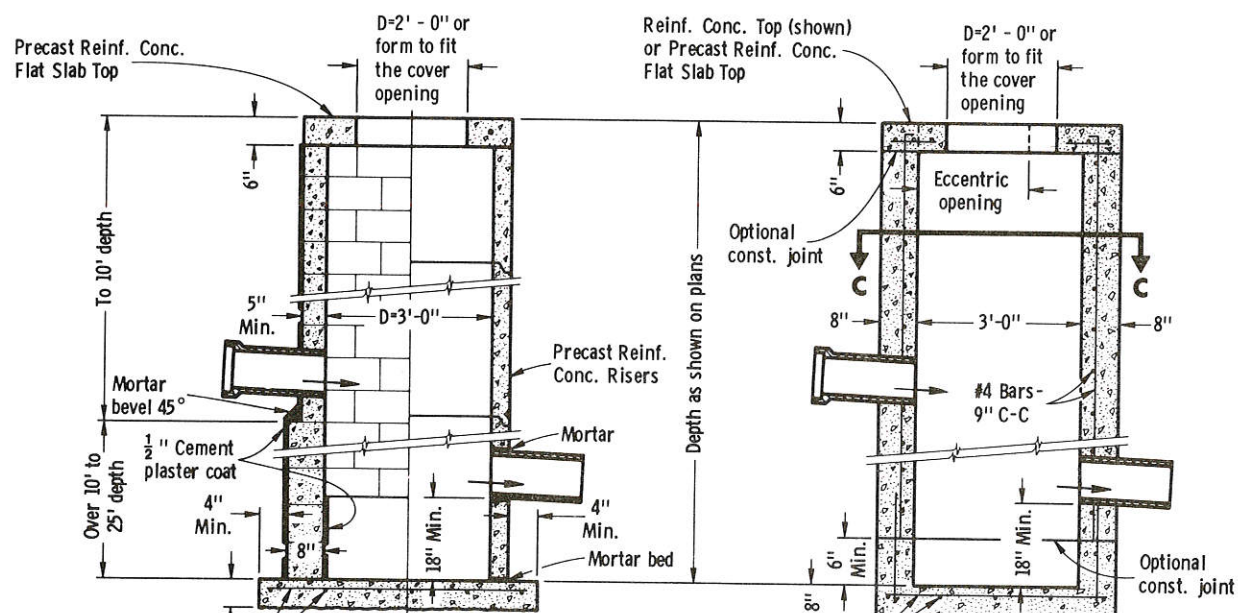 D=2' - 0" or
form to fit
the cover
opening
Precast Reinf. Conc.
Flat Slab Top
6"
To 10' depth
5"
Min.
D=3'-0"
Precast Reinf.
Conc. Risers
Mortar
bevel 45°
1/2" Cement
plaster coat
Over 10' to
25' depth
4"
Min.
8"
18" Min.
Mortar
4"
Min.
Mortar bed
Depth as shown on plans
Reinf. Conc. Top (shown)
or Precast Reinf. Conc.
Flat Slab Top
D=2' - 0" or
form to fit
the cover
opening
6"
Eccentric
opening
Optional
const. joint
C
C
8"
3'-0"
8"
#4 Bars-
9" C-C
6"
Min.
18" Min.
8"
Optional
const. joint